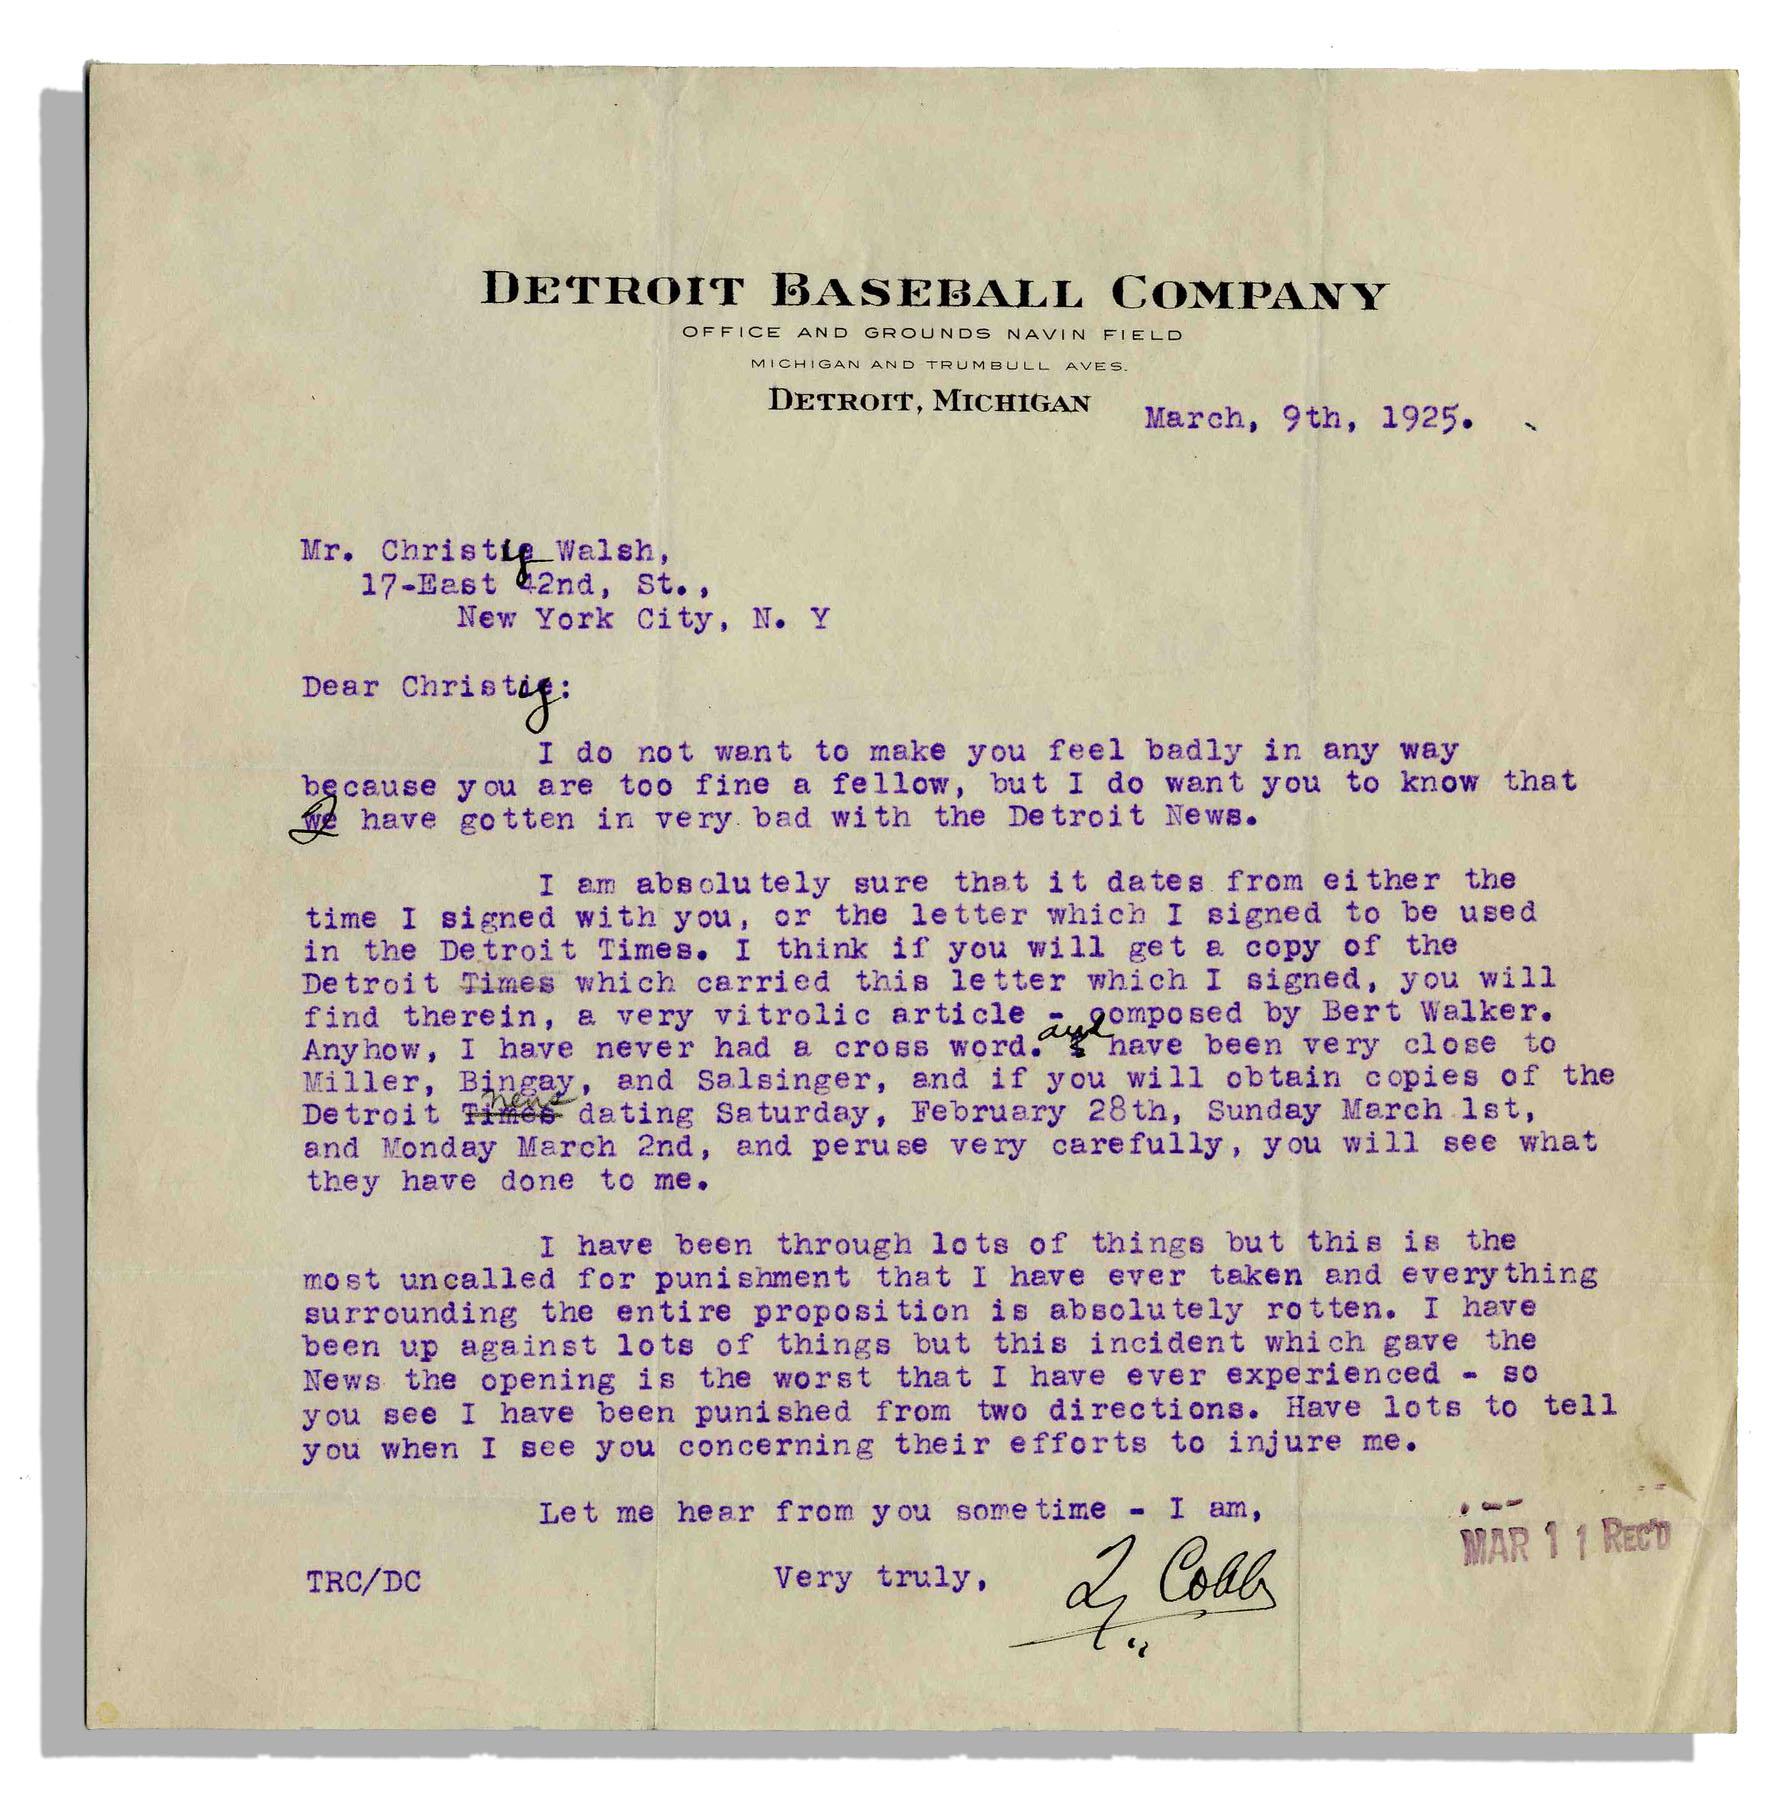 DETROIT BASEBALL COMPANY
OFFICE AND GROUNDS NAVIN FIELD
MICHIGAN AND TRUMBULL AVES.
DETROIT, MICHIGAN
March, 9th, 1925.
Mr. Christy Walsh,
17-East 42nd, St.,
New York City, N. Y
Dear Christy:
I do not want to make you feel badly in any way
because you are too fine a fellow, but I do want you to know that
I have gotten in very bad with the Detroit News.
I am absolutely sure that it dates from either the
time I signed with you, or the letter which I signed to be used
in the Detroit Times. I think if you will get a copy of the
Detroit Times which carried this letter which I signed, you will
find therein, a very vitrolic article - composed by Bert Walker.
Anyhow, I have never had a cross word. and have been very close to
Miller, Bingay, and Salsinger, and if you will obtain copies of the
Detroit Times news dating Saturday, February 28th, Sunday March 1st,
and Monday March 2nd, and peruse very carefully, you will see what
they have done to me.
I have been through lots of things but this is the
most uncalled for punishment that I have ever taken and everything
surrounding the entire proposition is absolutely rotten. I have
been up against lots of things but this incident which gave the
News the opening is the worst that I have ever experienced - so
you see I have been punished from two directions. Have lots to tell
you when I see you concerning their efforts to injure me.
Let me hear from you sometime - I am,
MAR 11 REC'D
TRC/DC Very truly, Ty Cobb